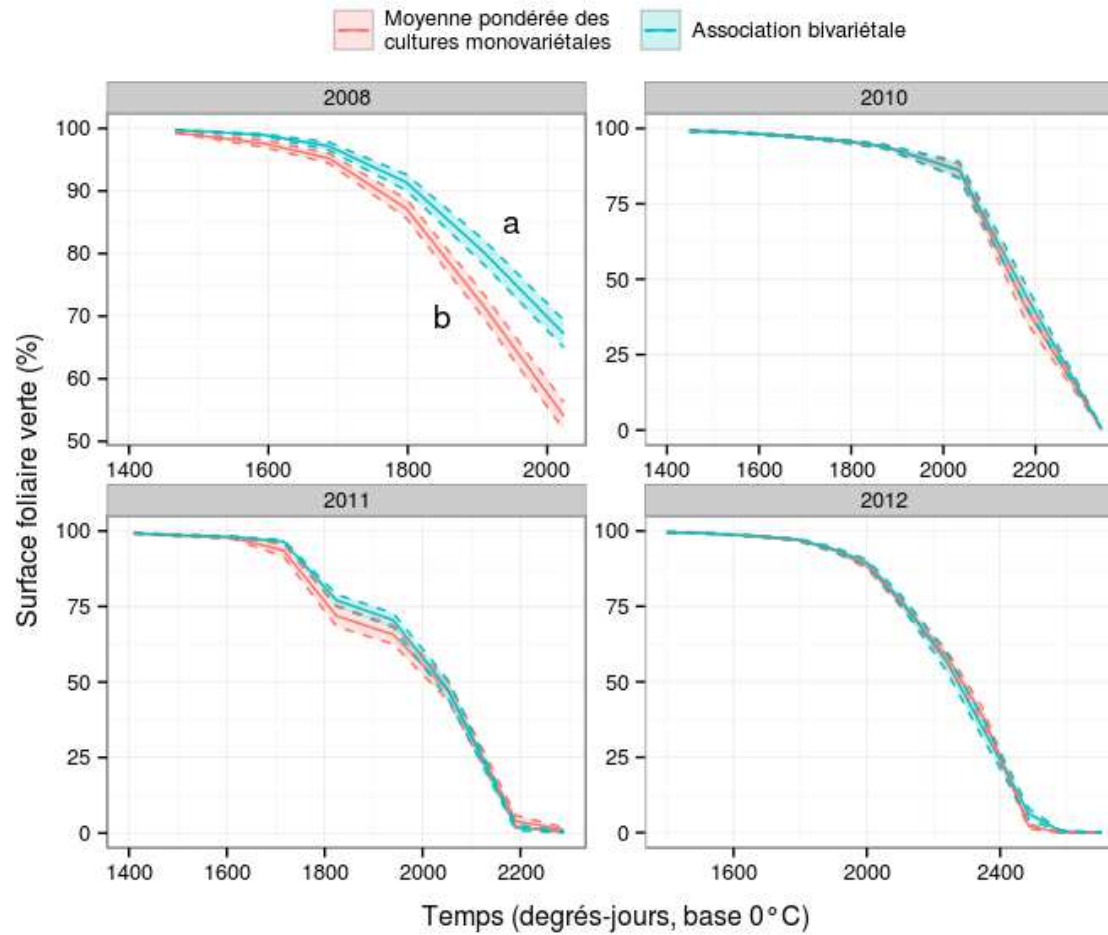 Moyenne pondérée des
cultures monovariétales
Association bivariétale
2008
2010
100
90
80
70
60
50
a
b
1400 1600 1800 2000
100
75
50
25
0
1400 1600 1800 2000 2200
2011
2012
100
75
50
25
0
1400 1600 1800 2000 2200
100
75
50
25
0
1600 2000 2400
Surface foliaire verte (%)
Temps (degrés-jours, base 0°C)